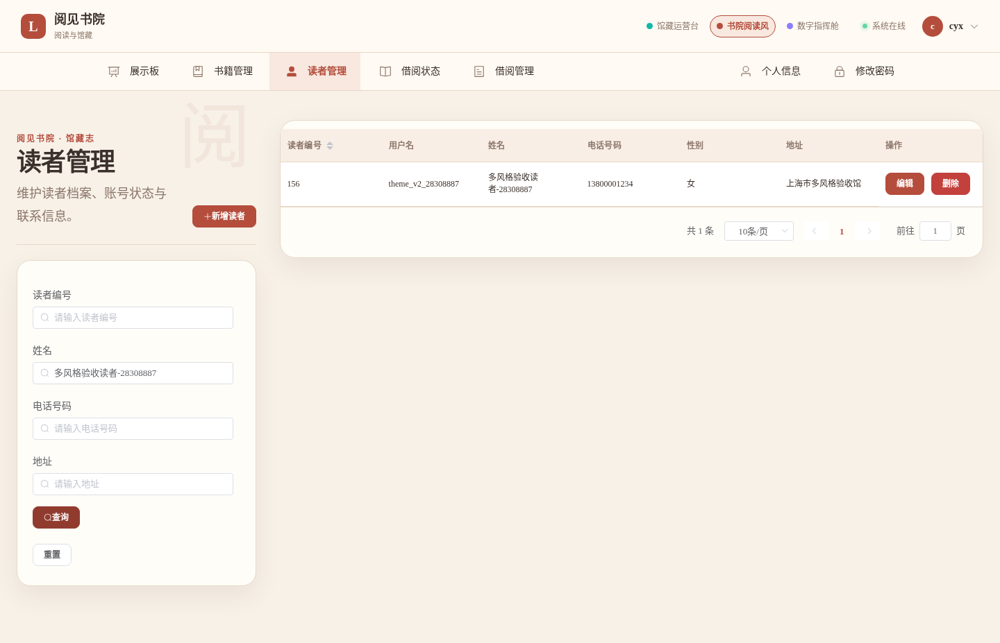 L
阅见书院
阅读与馆藏
馆藏运营台
书院阅读风
数字指挥舱
系统在线
c
cyx
展示板
书籍管理
读者管理
借阅状态
借阅管理
个人信息
修改密码
阅
阅见书院 · 馆藏志
读者管理
维护读者档案、账号状态与
联系信息。
新增读者
读者编号
请输入读者编号
姓名
多风格验收读者-28308887
电话号码
请输入电话号码
地址
请输入地址
查询
重置
读者编号 用户名 姓名 电话号码 性别 地址 操作
156 theme_v2_28308887 多风格验收读
者-28308887 13800001234 女 上海市多风格验收馆 编辑 删除
共 1 条 10条/页 1 前往 1 页